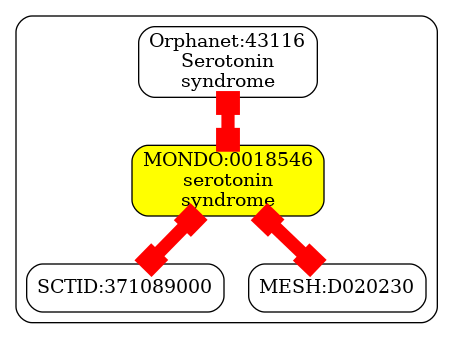 Orphanet:43116
Serotonin
syndrome
MONDO:0018546
serotonin
syndrome
SCTID:371089000
MESH:D020230